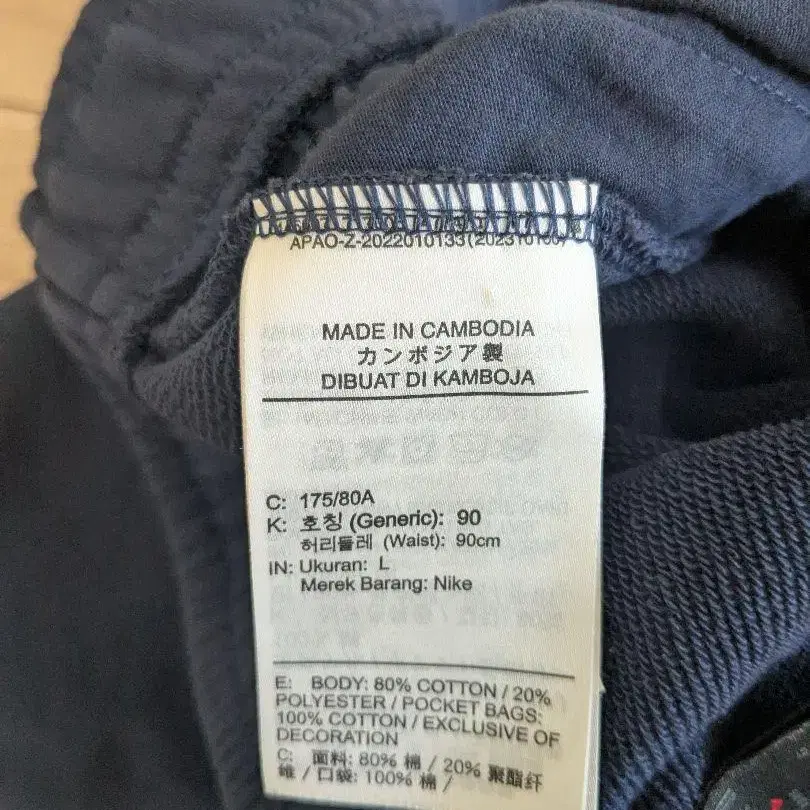 APAO-Z-2022010133(202310100)
MADE IN CAMBODIA
カンボジア製
DIBUAT DI KAMBOJA
C: 175/80A
K: 호칭 (Generic): 90
허리둘레 (Waist): 90cm
IN: Ukuran: L
Merek Barang: Nike
E: BODY: 80% COTTON / 20%
POLYESTER / POCKET BAGS:
100% COTTON / EXCLUSIVE OF
DECORATION
C: 面料: 80% 棉 / 20% 聚酯纤
维 / 口袋: 100% 棉 /